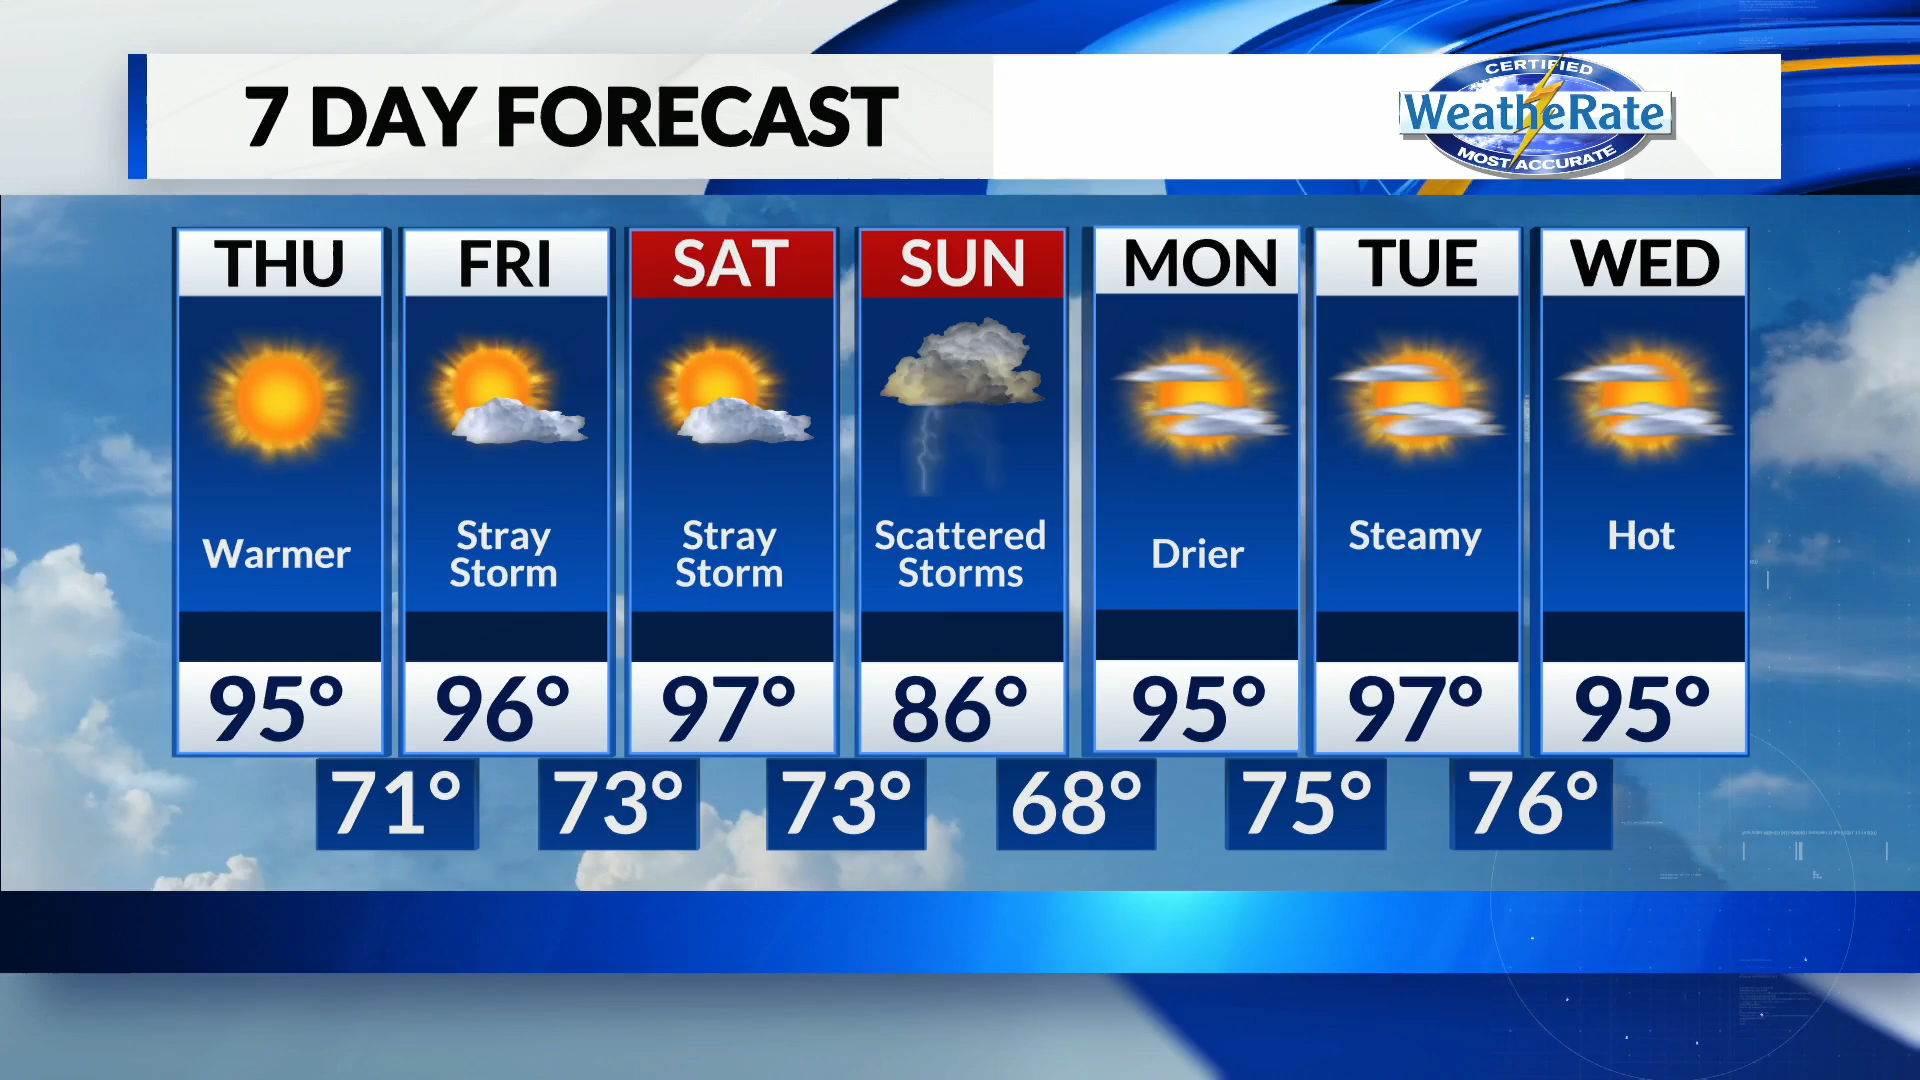 7 DAY FORECAST
CERTIFIED
WeatheRate
MOST ACCURATE
THU
FRI
SAT
SUN
MON
TUE
WED
Warmer
Stray
Storm
Stray
Storm
Scattered
Storms
Drier
Steamy
Hot
95°
96°
97°
86°
95°
97°
95°
71°
73°
73°
68°
75°
76°